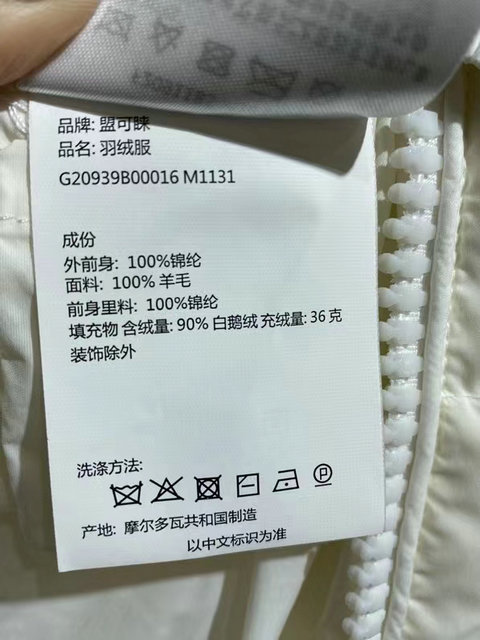 品牌: 盟可睐
品名: 羽绒服
G20939B00016 M1131
成份
外前身: 100%锦纶
面料: 100% 羊毛
前身里料: 100%锦纶
填充物 含绒量: 90% 白鹅绒 充绒量: 36 克
装饰除外
洗涤方法:
P
产地: 摩尔多瓦共和国制造
以中文标识为准